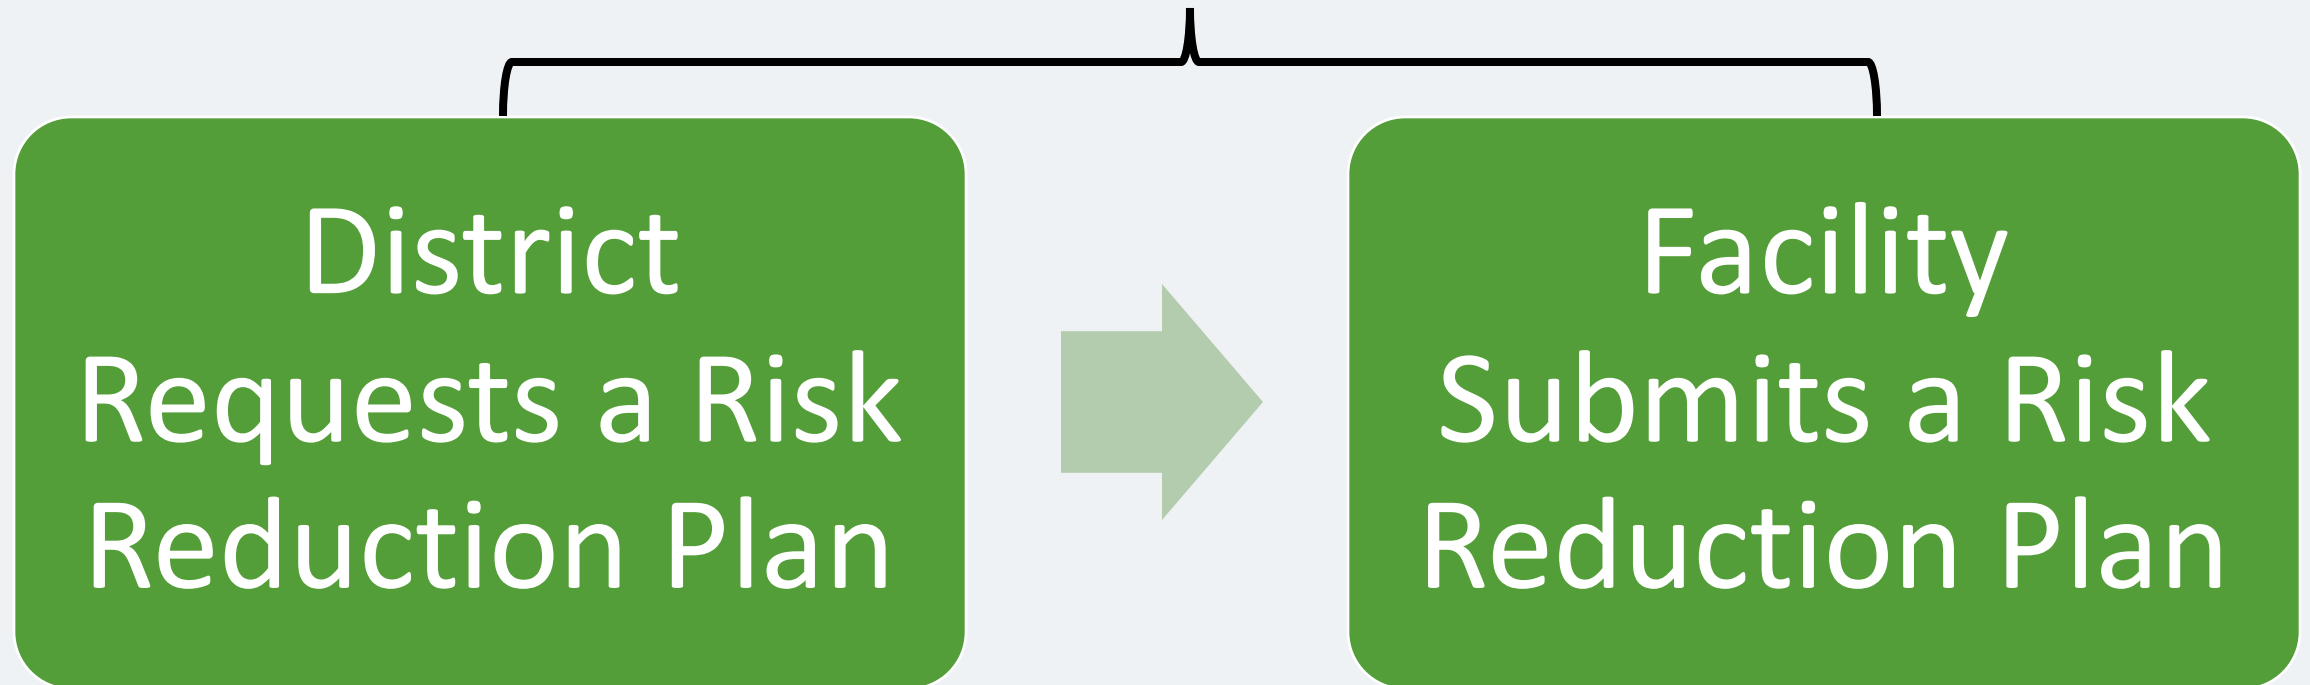 District
Requests a Risk
Reduction Plan
Facility
Submits a Risk
Reduction Plan